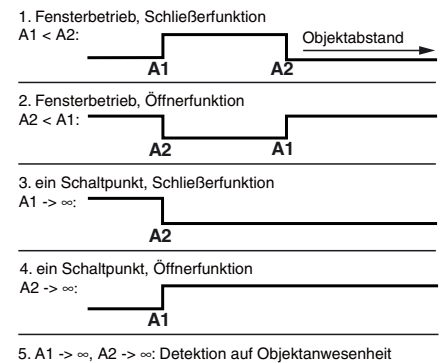 1. Fensterbetrieb, Schließerfunktion
A1 < A2:
Objektabstand
A1
A2
2. Fensterbetrieb, Öffnerfunktion
A2 < A1:
A2
A1
3. ein Schaltpunkt, Schließerfunktion
A1 -> ∞:
A2
4. ein Schaltpunkt, Öffnerfunktion
A2 -> ∞:
A1
5. A1 -> ∞, A2 -> ∞: Detektion auf Objektanwesenheit